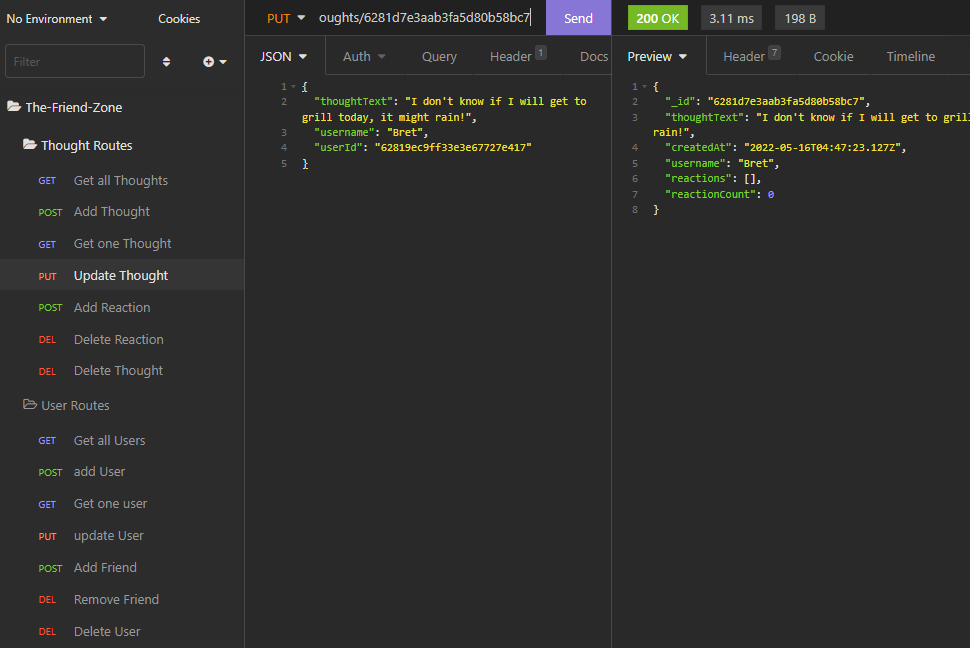 No Environment Cookies
PUT oughts/6281d7e3aab3fa5d80b58bc7 Send
200 OK 3.11 ms 198 B
Filter
The-Friend-Zone
Thought Routes
GET Get all Thoughts
POST Add Thought
GET Get one Thought
PUT Update Thought
POST Add Reaction
DEL Delete Reaction
DEL Delete Thought
User Routes
GET Get all Users
POST add User
GET Get one user
PUT update User
POST Add Friend
DEL Remove Friend
DEL Delete User
JSON Auth Query Header 1 Docs
1 {
2 "thoughtText": "I don't know if I will get to
grill today, it might rain!",
3 "username": "Bret",
4 "userId": "62819ec9ff33e3e67727e417"
5 }
Preview Header 7 Cookie Timeline
1 {
2 "_id": "6281d7e3aab3fa5d80b58bc7",
3 "thoughtText": "I don't know if I will get to gril
rain!",
4 "createdAt": "2022-05-16T04:47:23.127Z",
5 "username": "Bret",
6 "reactions": [],
7 "reactionCount": 0
8 }